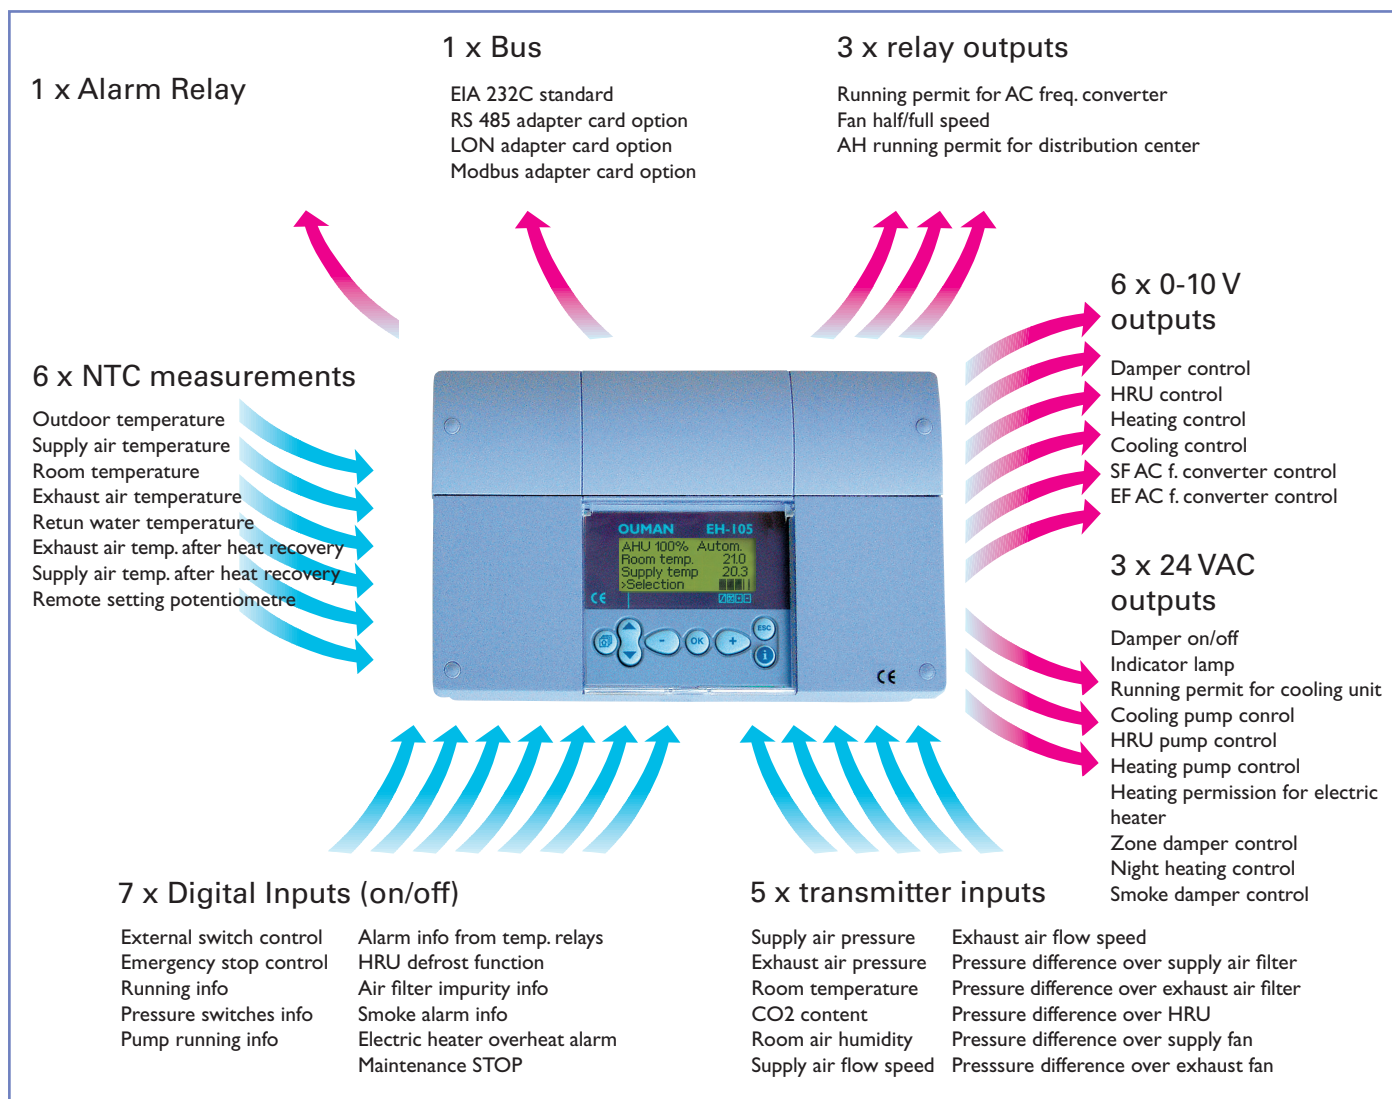 1 x Alarm Relay
1 x Bus
EIA 232C standard
RS 485 adapter card option
LON adapter card option
Modbus adapter card option
3 x relay outputs
Running permit for AC freq. converter
Fan half/full speed
AH running permit for distribution center
6 x NTC measurements
Outdoor temperature
Supply air temperature
Room temperature
Exhaust air temperature
Retun water temperature
Exhaust air temp. after heat recovery
Supply air temp. after heat recovery
Remote setting potentiometre
OUMAN EH-105
AHU 100% Autom.
Room temp. 21.0
Supply temp 20.3
>Selection
CE
ESC
- OK +
i
CE
6 x 0-10 V
outputs
Damper control
HRU control
Heating control
Cooling control
SF AC f. converter control
EF AC f. converter control
3 x 24 VAC
outputs
Damper on/off
Indicator lamp
Running permit for cooling unit
Cooling pump conrol
HRU pump control
Heating pump control
Heating permission for electric
heater
Zone damper control
Night heating control
Smoke damper control
7 x Digital Inputs (on/off)
External switch control
Emergency stop control
Running info
Pressure switches info
Pump running info
Alarm info from temp. relays
HRU defrost function
Air filter impurity info
Smoke alarm info
Electric heater overheat alarm
Maintenance STOP
5 x transmitter inputs
Supply air pressure
Exhaust air pressure
Room temperature
CO2 content
Room air humidity
Supply air flow speed
Exhaust air flow speed
Pressure difference over supply air filter
Pressure difference over exhaust air filter
Pressure difference over HRU
Pressure difference over supply fan
Presssure difference over exhaust fan